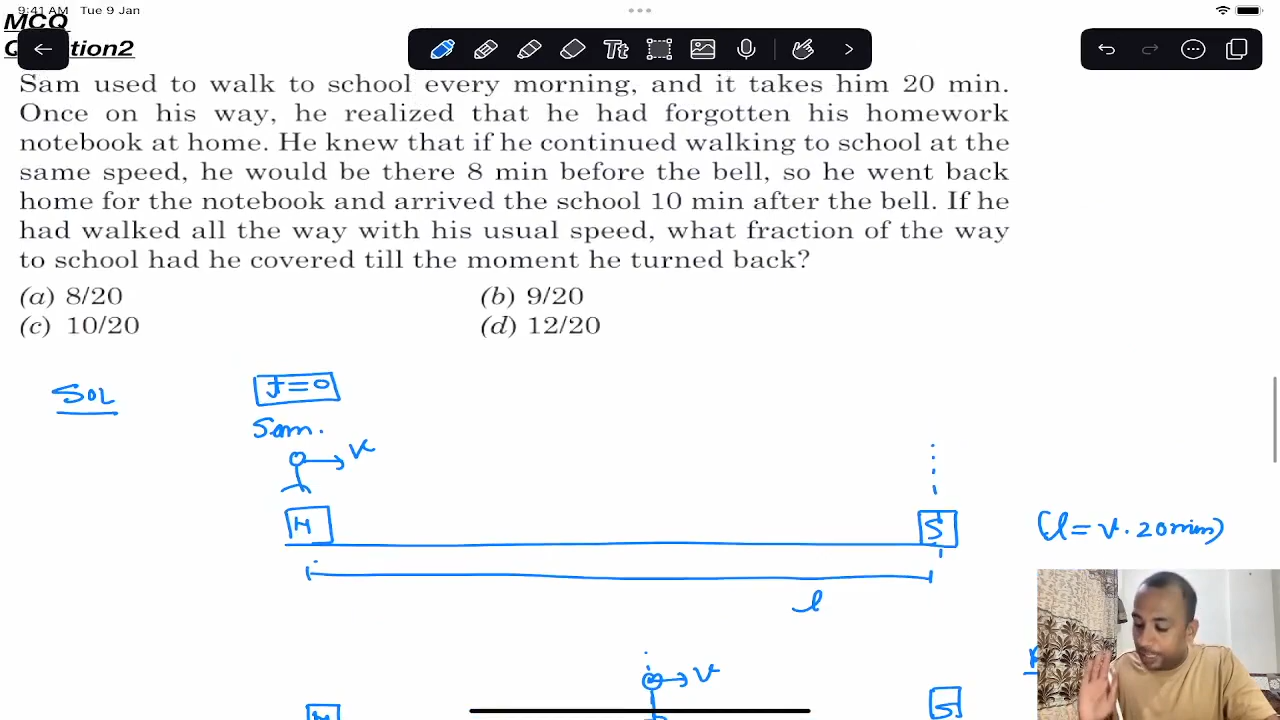 9:41 AM Tue 9 Jan
MCQ
Tt
Sam used to walk to school every morning, and it takes him 20 min.
Once on his way, he realized that he had forgotten his homework
notebook at home. He knew that if he continued walking to school at the
same speed, he would be there 8 min before the bell, so he went back
home for the notebook and arrived the school 10 min after the bell. If he
had walked all the way with his usual speed, what fraction of the way
to school had he covered till the moment he turned back?
(a) 8/20 (b) 9/20
(c) 10/20 (d) 12/20
SOL
t=0
Sam.
v
H
S
(l = v · 20min)
l
v
S